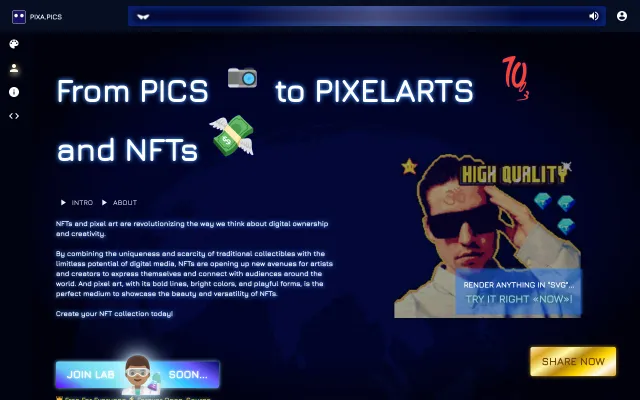 PIXA.PICS
From PICS to PIXELARTS
and NFTs
HIGH QUALITY
INTRO ABOUT
NFTs and pixel art are revolutionizing the way we think about digital ownership
and creativity.
By combining the uniqueness and scarcity of traditional collectibles with the
limitless potential of digital media, NFTs are opening up new avenues for artists
and creators to express themselves and connect with audiences around the
world. And pixel art, with its bold lines, bright colors, and playful forms, is the
perfect medium to showcase the beauty and versatility of NFTs.
Create your NFT collection today!
RENDER ANYTHING IN "SVG"...
TRY IT RIGHT «NOW»!
SHARE NOW
JOIN LAB SOON...